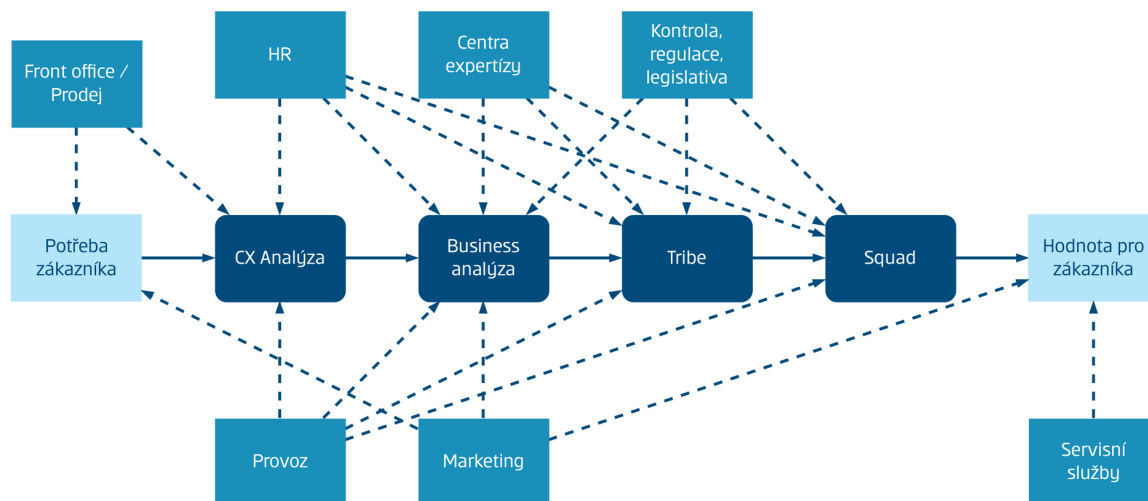 Front office /
Prodej
HR
Centra
expertízy
Kontrola,
regulace,
legislativa
Potřeba
zákazníka
CX Analýza
Business
analýza
Tribe
Squad
Hodnota pro
zákazníka
Provoz
Marketing
Servisní
služby